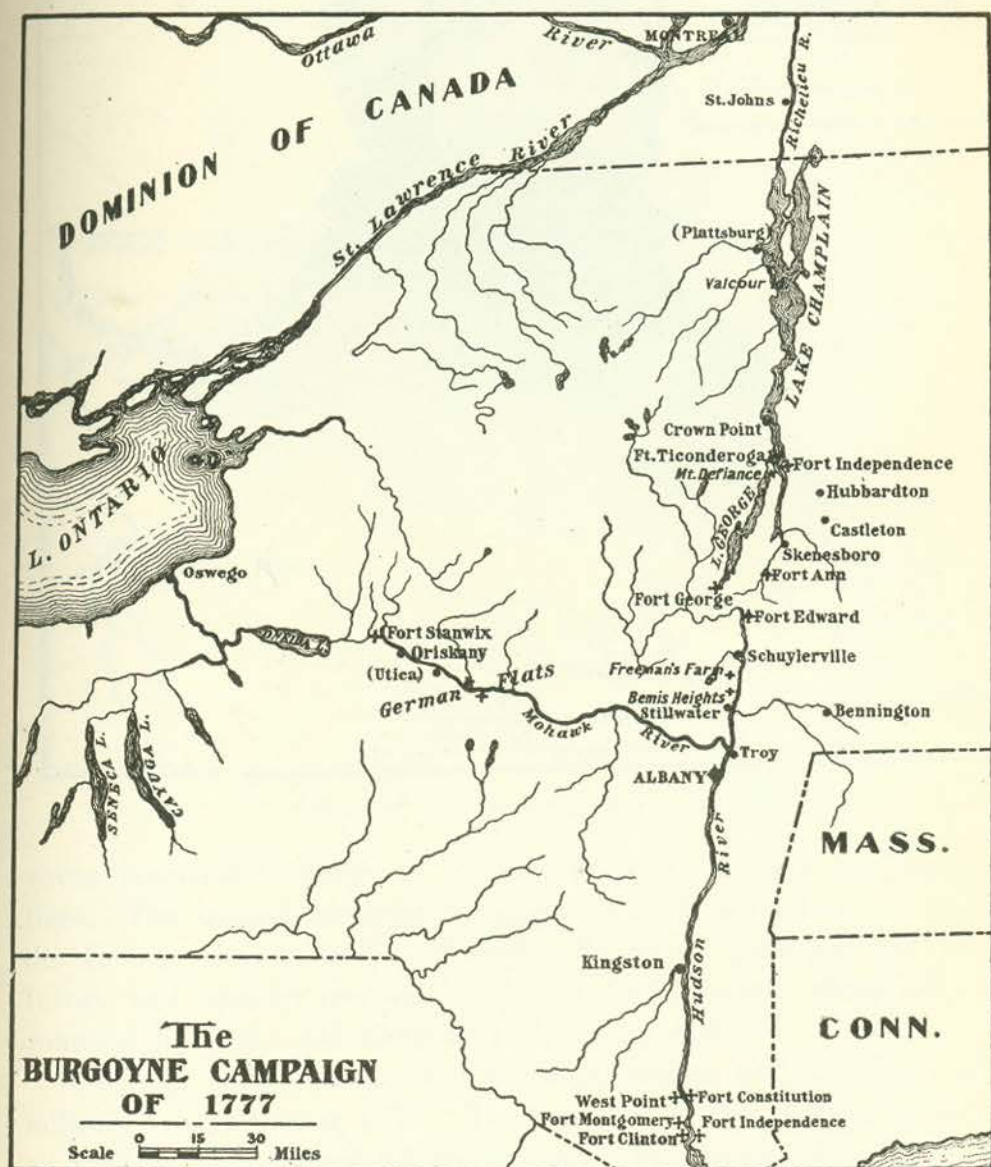 Ottawa River
MONTREAL
DOMINION OF CANADA
St. Lawrence River
St. Johns
Richelieu R.
(Plattsburg)
Valcour Id.
LAKE CHAMPLAIN
Crown Point
Ft. Ticonderoga
Mt. Defiance
Fort Independence
Hubbardton
L. GEORGE
Castleton
Skenesboro
Fort Ann
Fort George
Fort Edward
L. ONTARIO
Oswego
ONEIDA L.
Fort Stanwix
Oriskany
(Utica)
German Flats
Mohawk River
Schuylerville
Freeman's Farm
Bemis Heights
Stillwater
Bennington
Troy
ALBANY
SENECA L.
CAYUGA L.
MASS.
Hudson River
Kingston
CONN.
The
BURGOYNE CAMPAIGN
OF 1777
Scale 0 15 30 Miles
West Point
Fort Constitution
Fort Montgomery
Fort Independence
Fort Clinton